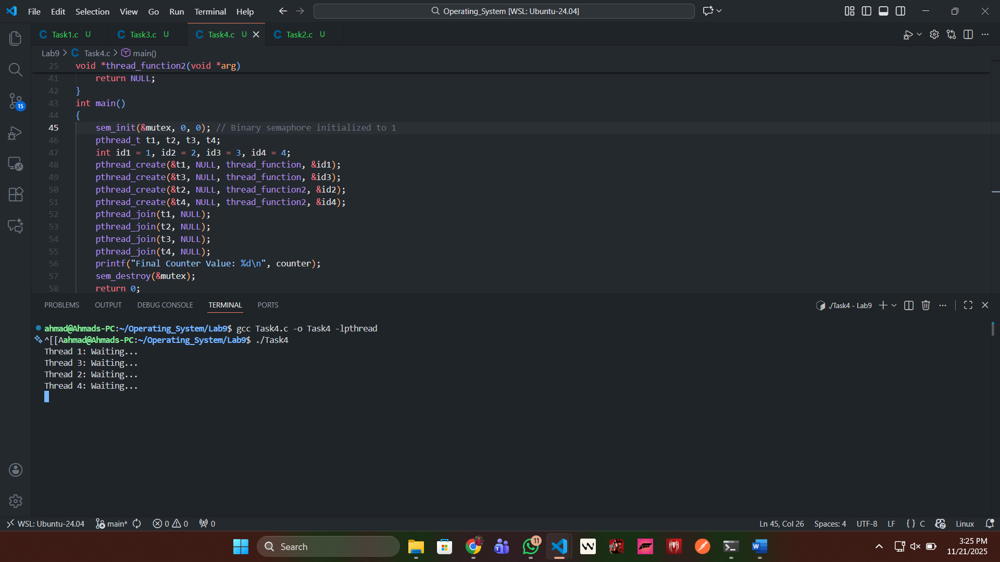 File Edit Selection View Go Run Terminal Help
Operating_System [WSL: Ubuntu-24.04]
Task1.c U Task3.c U Task4.c U Task2.c U
Lab9 > Task4.c > main()
25 void *thread_function2(void *arg)
41 return NULL;
42 }
43 int main()
44 {
45 sem_init(&mutex, 0, 0); // Binary semaphore initialized to 1
46 pthread_t t1, t2, t3, t4;
47 int id1 = 1, id2 = 2, id3 = 3, id4 = 4;
48 pthread_create(&t1, NULL, thread_function, &id1);
49 pthread_create(&t3, NULL, thread_function, &id3);
50 pthread_create(&t2, NULL, thread_function2, &id2);
51 pthread_create(&t4, NULL, thread_function2, &id4);
52 pthread_join(t1, NULL);
53 pthread_join(t2, NULL);
54 pthread_join(t3, NULL);
55 pthread_join(t4, NULL);
56 printf("Final Counter Value: %d\n", counter);
57 sem_destroy(&mutex);
58 return 0;
15
PROBLEMS OUTPUT DEBUG CONSOLE TERMINAL PORTS
./Task4 - Lab9
ahmad@Ahmads-PC:~/Operating_System/Lab9$ gcc Task4.c -o Task4 -lpthread
^[[Aahmad@Ahmads-PC:~/Operating_System/Lab9$ ./Task4
Thread 1: Waiting...
Thread 3: Waiting...
Thread 2: Waiting...
Thread 4: Waiting...
WSL: Ubuntu-24.04 main* 0 0 0
Ln 45, Col 26 Spaces: 4 UTF-8 LF {} C Linux
Search
11
3:25 PM
11/21/2025